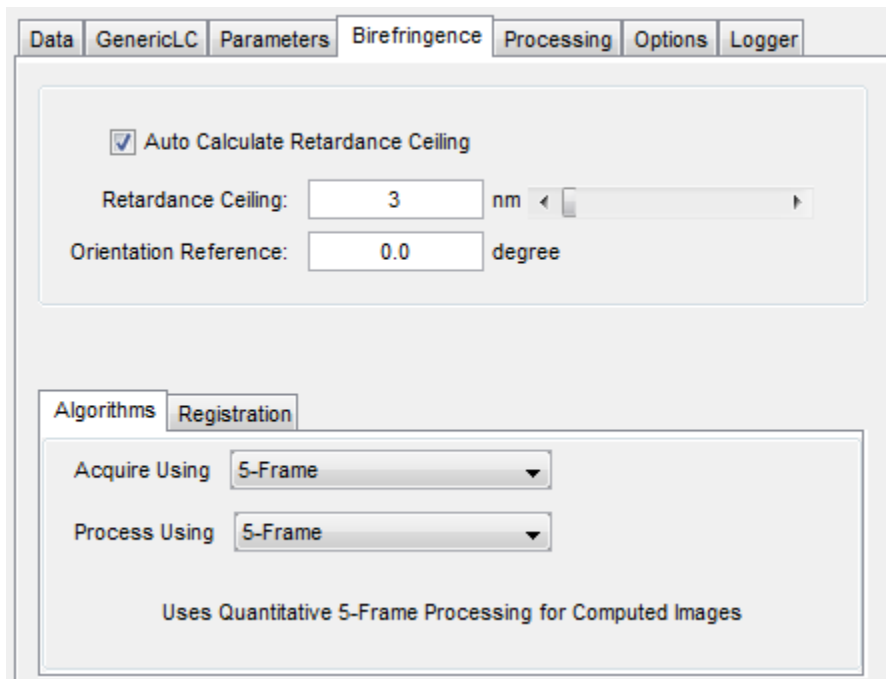 Data GenericLC Parameters Birefringence Processing Options Logger
Auto Calculate Retardance Ceiling
Retardance Ceiling: 3 nm
Orientation Reference: 0.0 degree
Algorithms Registration
Acquire Using 5-Frame
Process Using 5-Frame
Uses Quantitative 5-Frame Processing for Computed Images